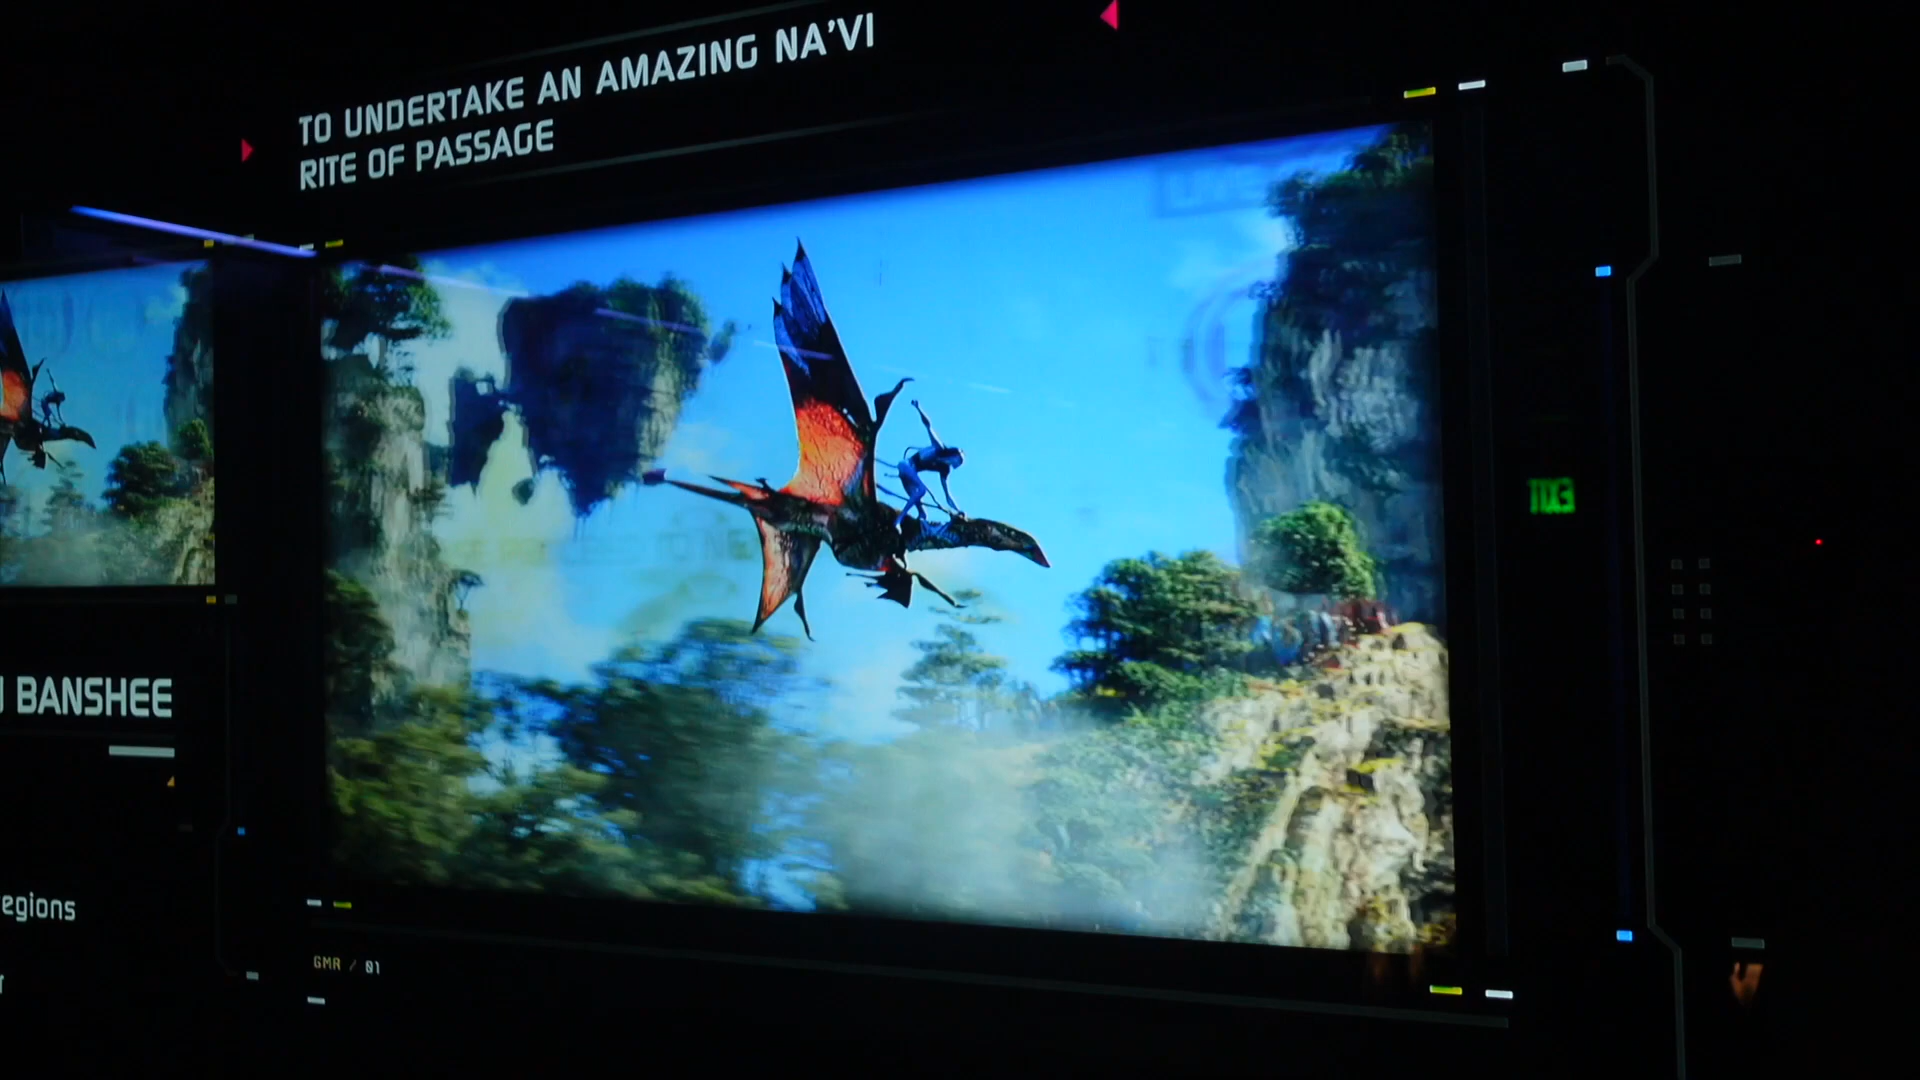 TO UNDERTAKE AN AMAZING NA'VI
RITE OF PASSAGE
BANSHEE
egions
GMR / 01